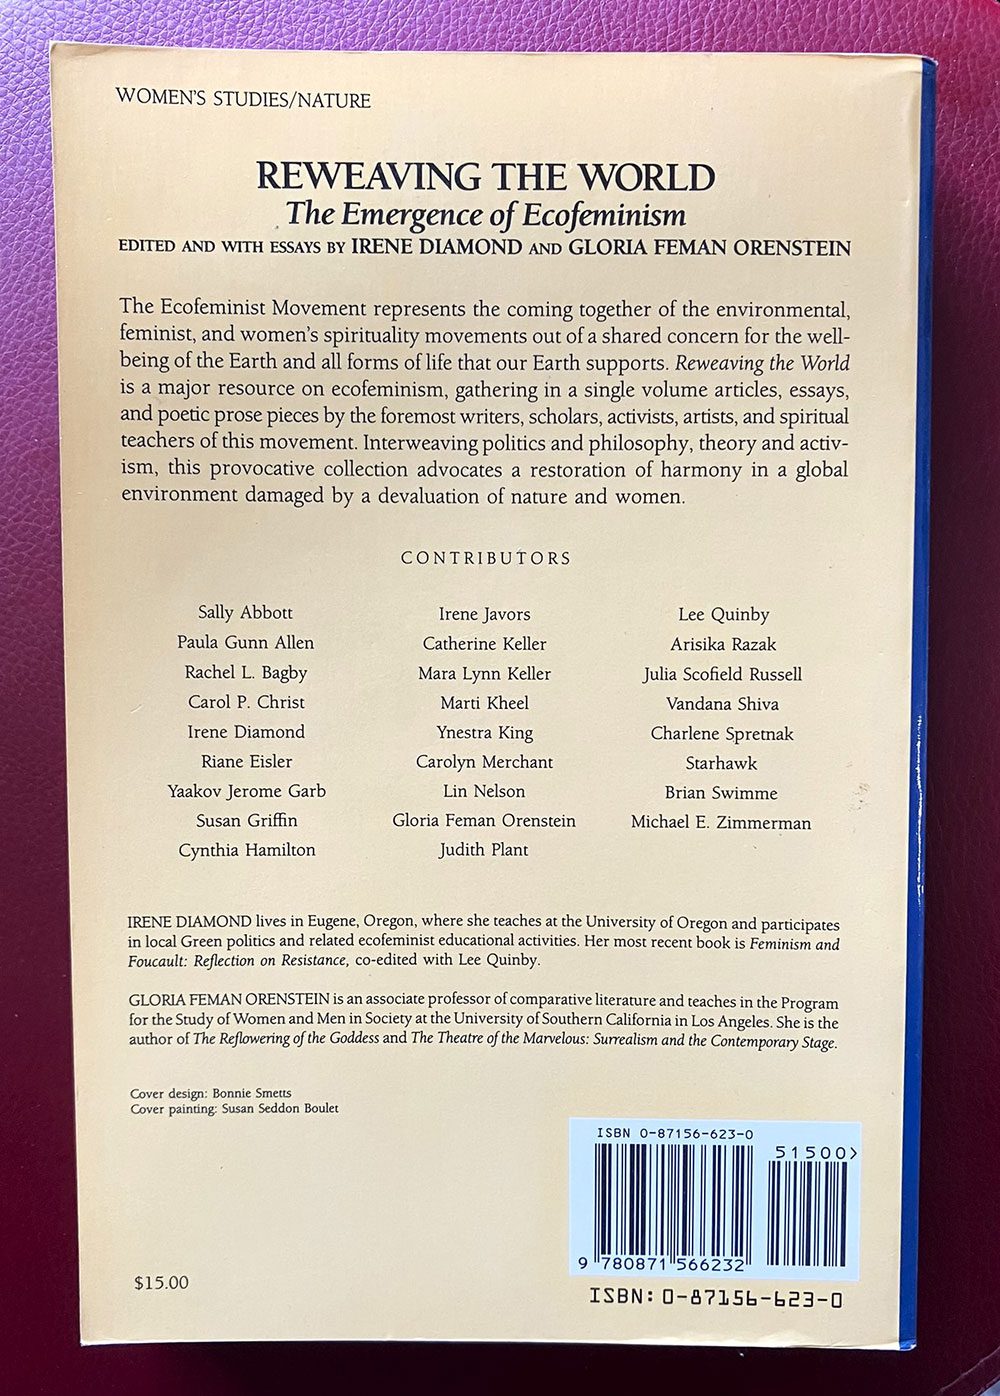 WOMEN'S STUDIES/NATURE
REWEAVING THE WORLD
The Emergence of Ecofeminism
EDITED AND WITH ESSAYS BY IRENE DIAMOND AND GLORIA FEMAN ORENSTEIN
The Ecofeminist Movement represents the coming together of the environmental,
feminist, and women's spirituality movements out of a shared concern for the well-
being of the Earth and all forms of life that our Earth supports. Reweaving the World
is a major resource on ecofeminism, gathering in a single volume articles, essays,
and poetic prose pieces by the foremost writers, scholars, activists, artists, and spiritual
teachers of this movement. Interweaving politics and philosophy, theory and activ-
ism, this provocative collection advocates a restoration of harmony in a global
environment damaged by a devaluation of nature and women.
CONTRIBUTORS
Sally Abbott
Paula Gunn Allen
Rachel L. Bagby
Carol P. Christ
Irene Diamond
Riane Eisler
Yaakov Jerome Garb
Susan Griffin
Cynthia Hamilton
Irene Javors
Catherine Keller
Mara Lynn Keller
Marti Kheel
Ynestra King
Carolyn Merchant
Lin Nelson
Gloria Feman Orenstein
Judith Plant
Lee Quinby
Arisika Razak
Julia Scofield Russell
Vandana Shiva
Charlene Spretnak
Starhawk
Brian Swimme
Michael E. Zimmerman
IRENE DIAMOND lives in Eugene, Oregon, where she teaches at the University of Oregon and participates
in local Green politics and related ecofeminist educational activities. Her most recent book is Feminism and
Foucault: Reflection on Resistance, co-edited with Lee Quinby.
GLORIA FEMAN ORENSTEIN is an associate professor of comparative literature and teaches in the Program
for the Study of Women and Men in Society at the University of Southern California in Los Angeles. She is the
author of The Reflowering of the Goddess and The Theatre of the Marvelous: Surrealism and the Contemporary Stage.
Cover design: Bonnie Smetts
Cover painting: Susan Seddon Boulet
ISBN 0-87156-623-0
51500>
9 780871 566232
$15.00
ISBN: 0-87156-623-0